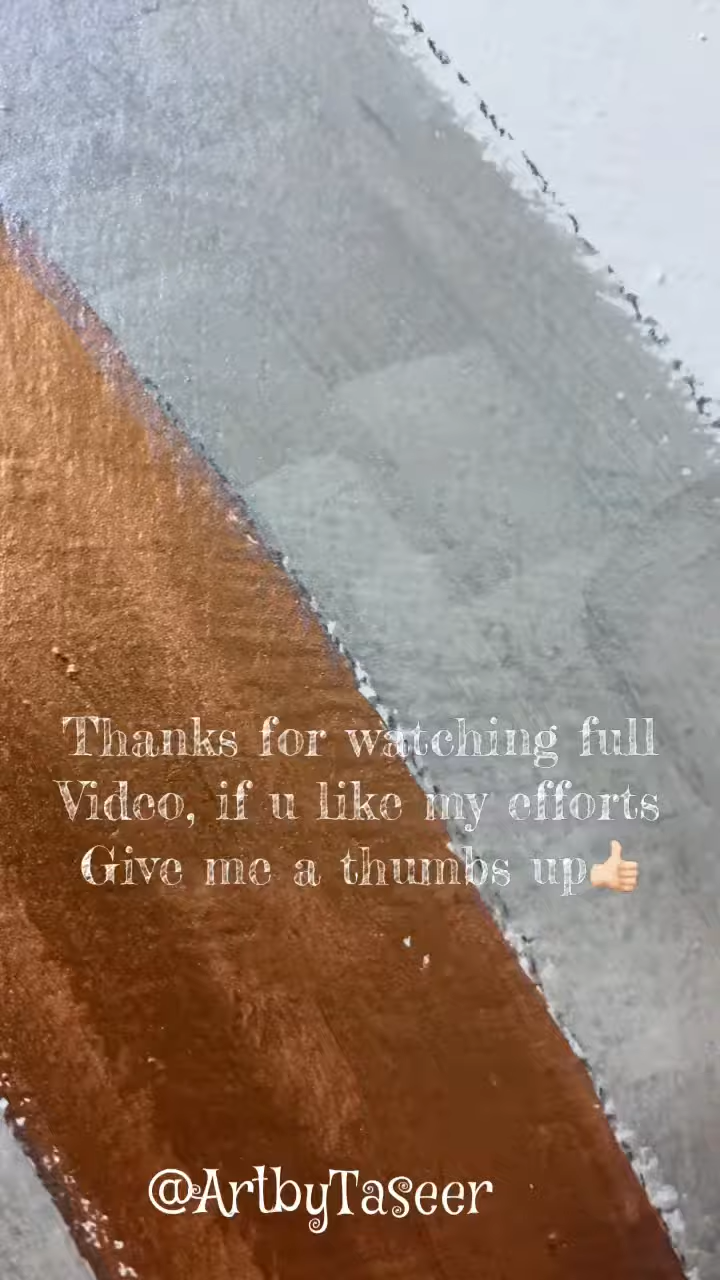 Thanks for watching full
Video, if u like my efforts
Give me a thumbs up👍🏻
@ArtbyTaseer